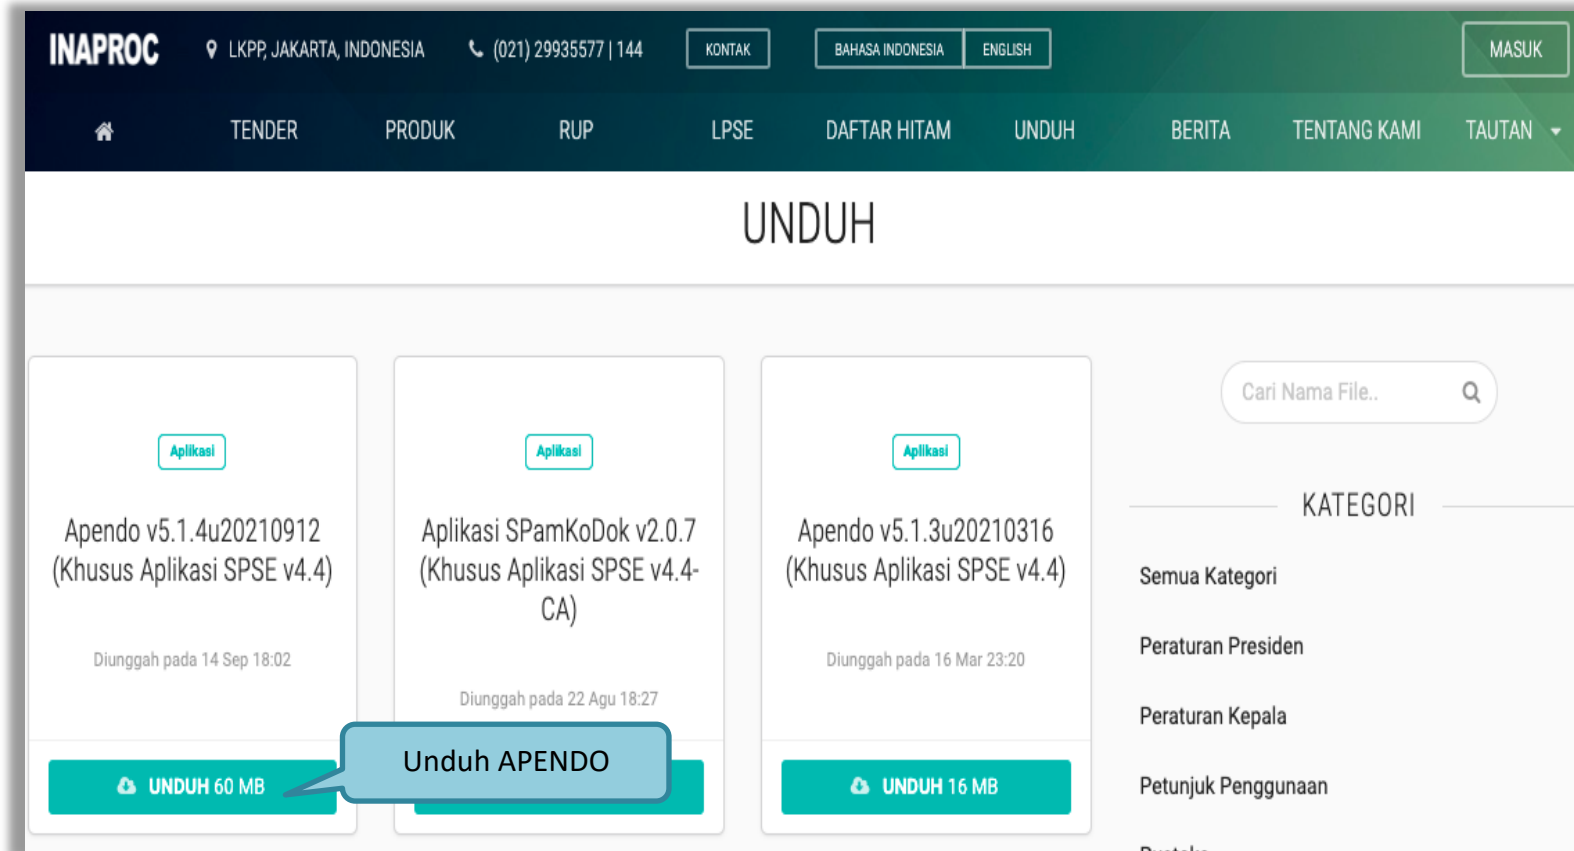 INAPROC LKPP, JAKARTA, INDONESIA (021) 29935577 | 144 KONTAK BAHASA INDONESIA ENGLISH MASUK
TENDER PRODUK RUP LPSE DAFTAR HITAM UNDUH BERITA TENTANG KAMI TAUTAN
UNDUH
Aplikasi
Apendo v5.1.4u20210912
(Khusus Aplikasi SPSE v4.4)
Diunggah pada 14 Sep 18:02
UNDUH 60 MB
Aplikasi
Aplikasi SPamKoDok v2.0.7
(Khusus Aplikasi SPSE v4.4-
CA)
Diunggah pada 22 Agu 18:27
Unduh APENDO
Aplikasi
Apendo v5.1.3u20210316
(Khusus Aplikasi SPSE v4.4)
Diunggah pada 16 Mar 23:20
UNDUH 16 MB
Cari Nama File..
KATEGORI
Semua Kategori
Peraturan Presiden
Peraturan Kepala
Petunjuk Penggunaan